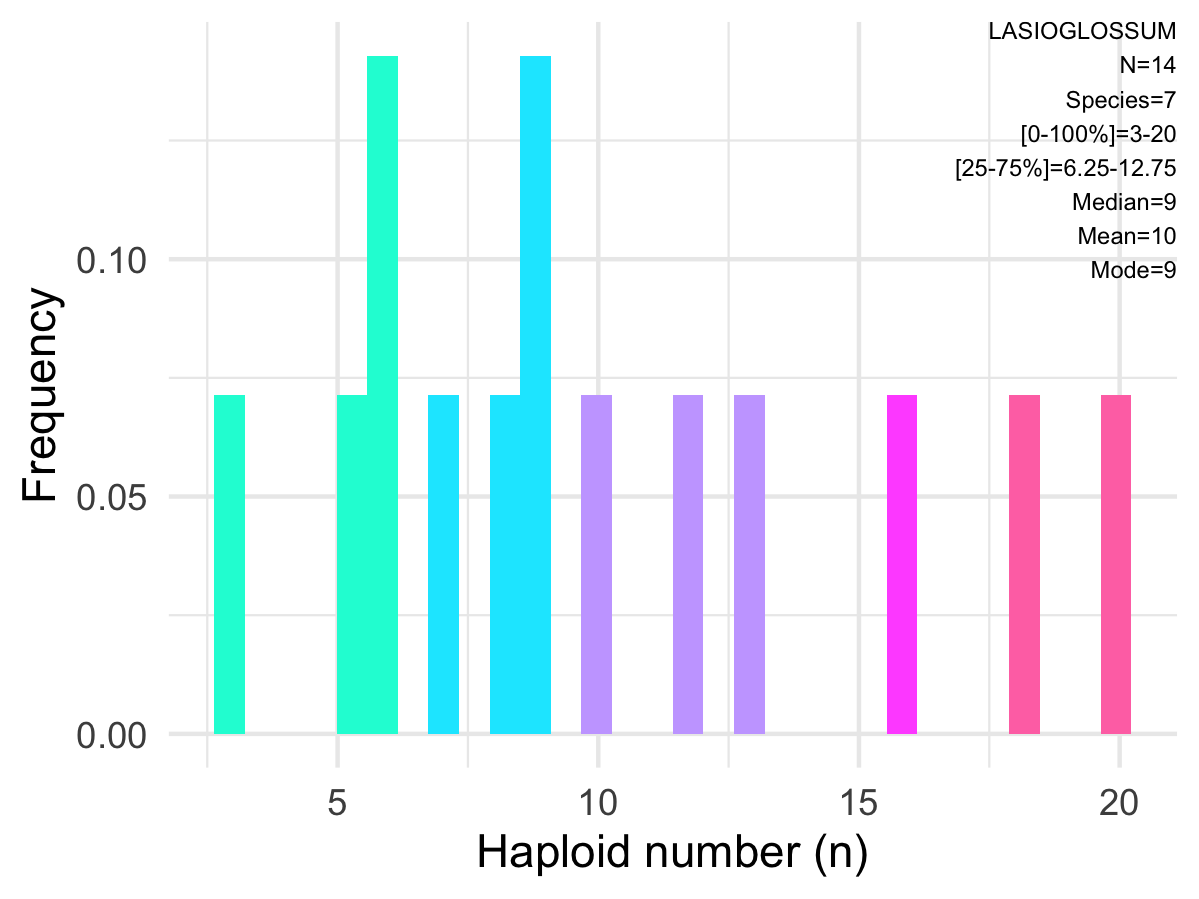 LASIOGLOSSUM
N=14
Species=7
[0-100%]=3-20
[25-75%]=6.25-12.75
Median=9
Mean=10
Mode=9
Frequency
0.10
0.05
0.00
5 10 15 20
Haploid number (n)